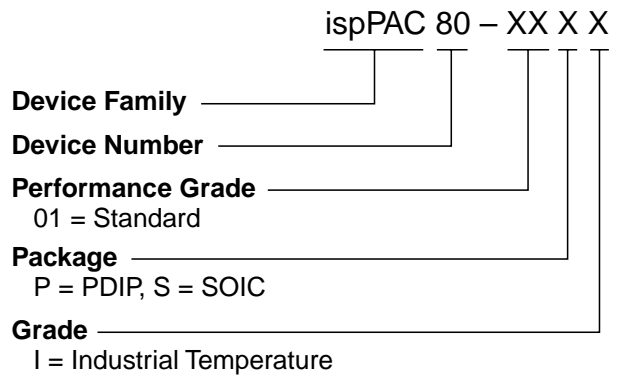 ispPAC 80 – XX X X
Device Family
Device Number
Performance Grade
01 = Standard
Package
P = PDIP, S = SOIC
Grade
I = Industrial Temperature